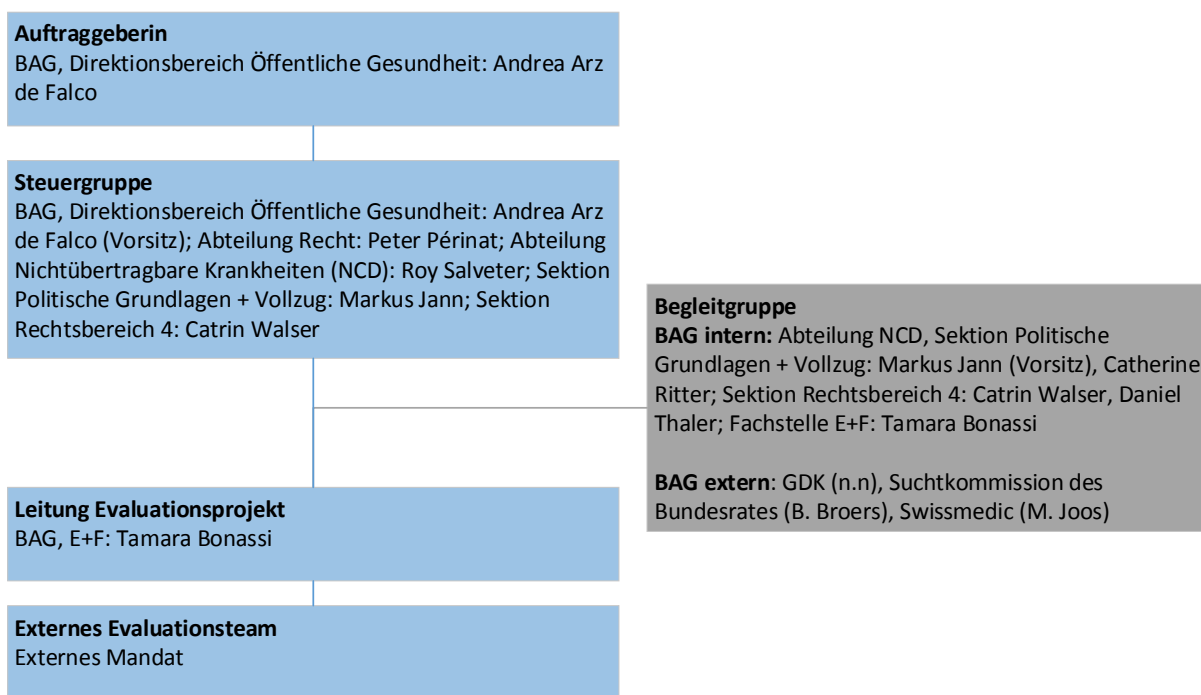 Auftraggeberin
BAG, Direktionsbereich Öffentliche Gesundheit: Andrea Arz
de Falco
Steuergruppe
BAG, Direktionsbereich Öffentliche Gesundheit: Andrea Arz
de Falco (Vorsitz); Abteilung Recht: Peter Périnat; Abteilung
Nichtübertragbare Krankheiten (NCD): Roy Salveter; Sektion
Politische Grundlagen + Vollzug: Markus Jann; Sektion
Rechtsbereich 4: Catrin Walser
Begleitgruppe
BAG intern: Abteilung NCD, Sektion Politische
Grundlagen + Vollzug: Markus Jann (Vorsitz), Catherine
Ritter; Sektion Rechtsbereich 4: Catrin Walser, Daniel
Thaler; Fachstelle E+F: Tamara Bonassi
BAG extern: GDK (n.n), Suchtkommission des
Bundesrates (B. Broers), Swissmedic (M. Joos)
Leitung Evaluationsprojekt
BAG, E+F: Tamara Bonassi
Externes Evaluationsteam
Externes Mandat